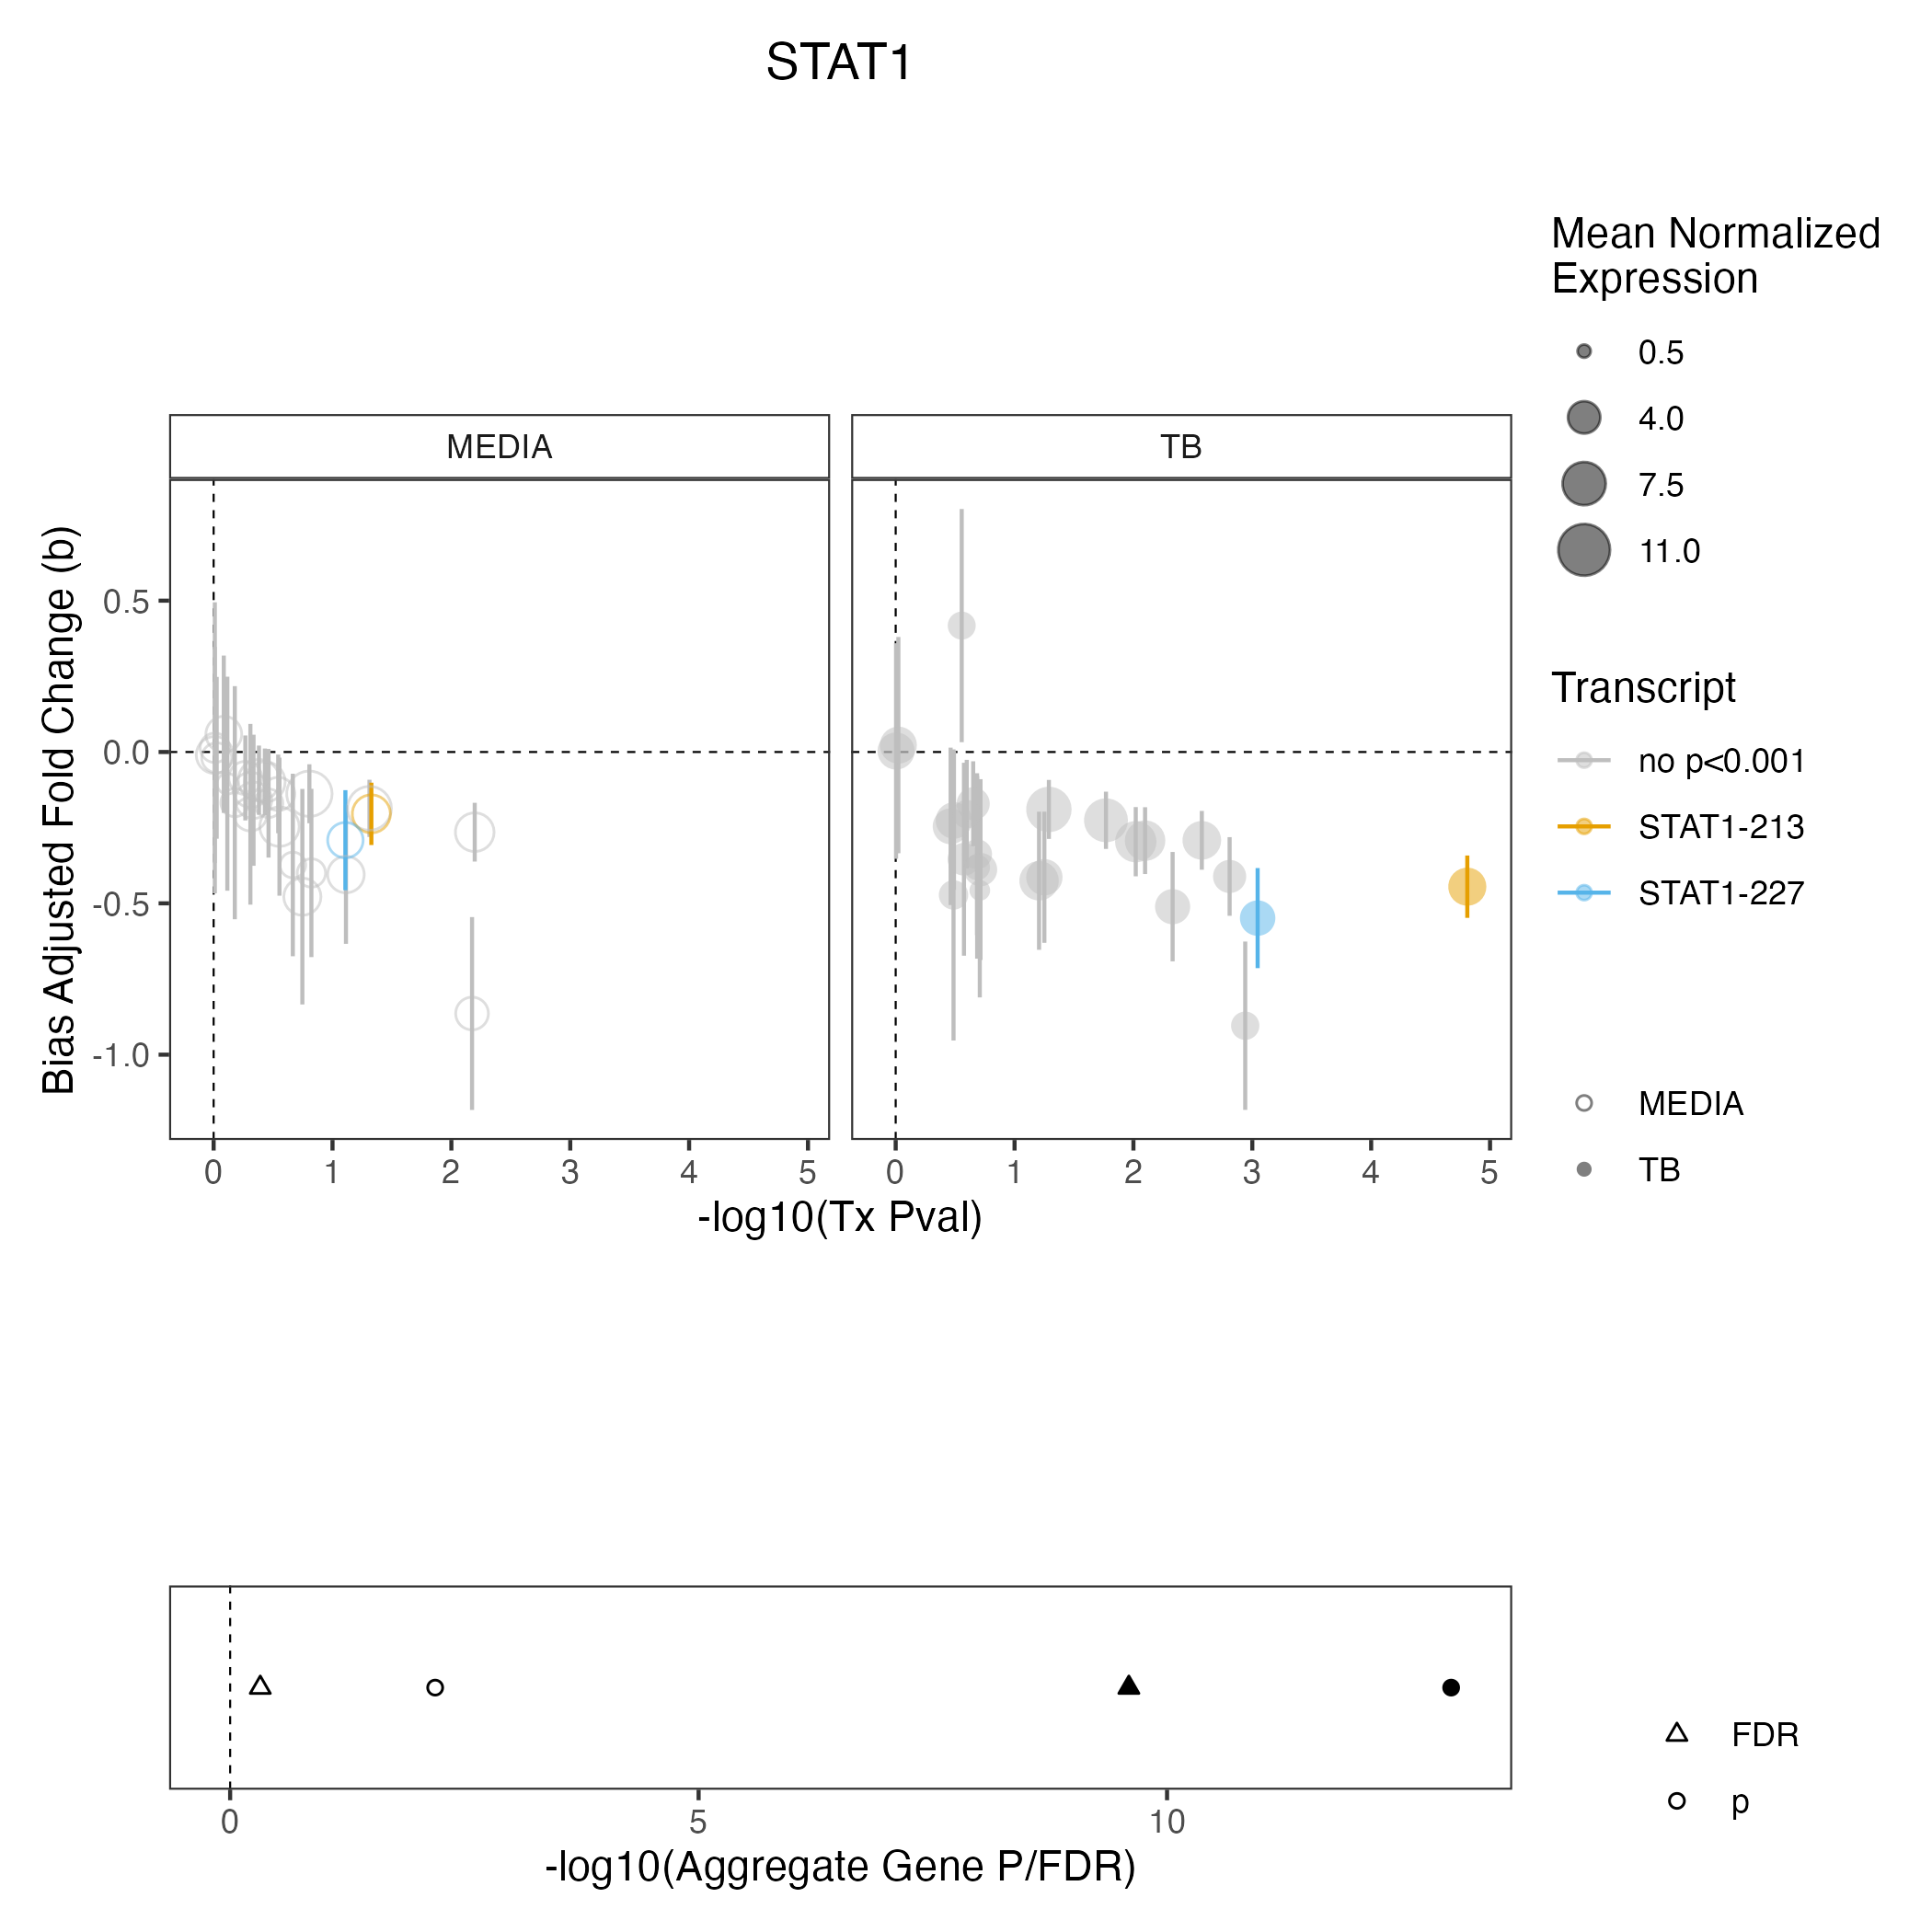 STAT1
MEDIA
TB
Bias Adjusted Fold Change (b)
0.5
0.0
-0.5
-1.0
0 1 2 3 4 5
0 1 2 3 4 5
-log10(Tx Pval)
Mean Normalized
Expression
0.5
4.0
7.5
11.0
Transcript
no p<0.001
STAT1-213
STAT1-227
MEDIA
TB
0 5 10
-log10(Aggregate Gene P/FDR)
FDR
p